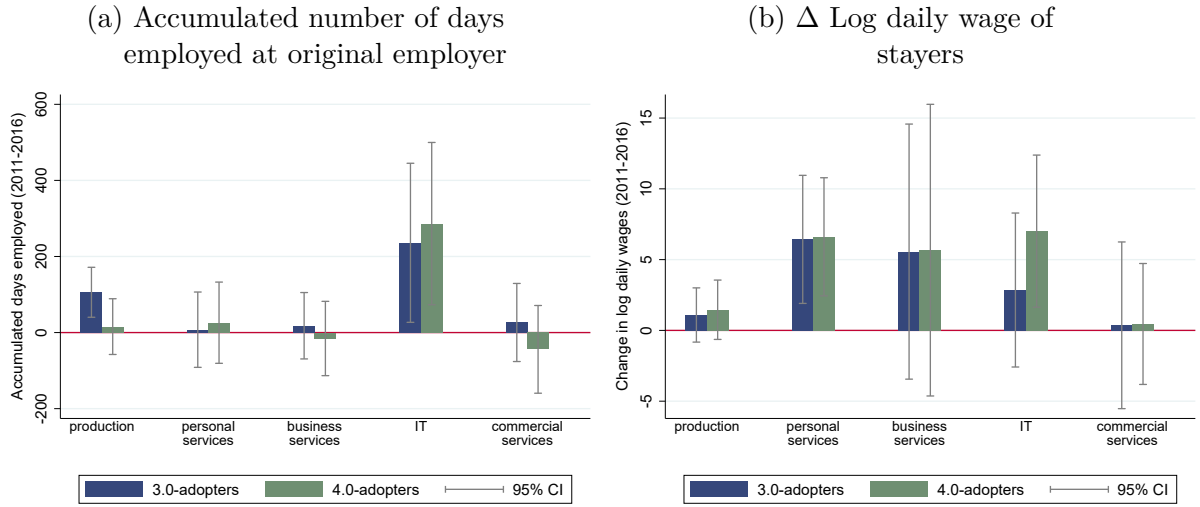 (a) Accumulated number of days
employed at original employer
Accumulated days employed (2011-2016)
600
400
200
0
-200
production
personal
services
business
services
IT
commercial
services
3.0-adopters
4.0-adopters
95% CI
(b) Δ Log daily wage of
stayers
Change in log daily wages (2011-2016)
15
10
5
0
-5
production
personal
services
business
services
IT
commercial
services
3.0-adopters
4.0-adopters
95% CI